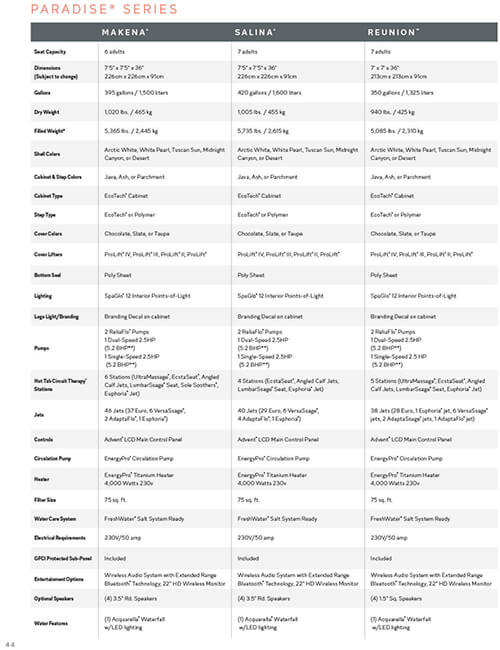 PARADISE® SERIES
MAKENA™ SALINA™ REUNION™
Seat Capacity 6 adults 7 adults 7 adults
Dimensions 7'5" x 7'5" x 36" 7'5" x 7'5" x 36" 7' x 7' x 36"
(Subject to change) 226cm x 226cm x 91cm 226cm x 226cm x 91cm 213cm x 213cm x 91cm
Gallons 395 gallons / 1,500 liters 420 gallons / 1,600 liters 350 gallons / 1,325 liters
Dry Weight 1,020 lbs. / 465 kg 1,005 lbs. / 455 kg 940 lbs. / 425 kg
Filled Weight* 5,365 lbs. / 2,445 kg 5,735 lbs. / 2,615 kg 5,085 lbs. / 2,310 kg
Shell Colors Arctic White, White Pearl, Tuscan Sun, Midnight Arctic White, White Pearl, Tuscan Sun, Midnight Arctic White, White Pearl, Tuscan Sun, Midnight
Canyon, or Desert Canyon, or Desert Canyon, or Desert
Cabinet & Step Colors Java, Ash, or Parchment Java, Ash, or Parchment Java, Ash, or Parchment
Cabinet Type EcoTech® Cabinet EcoTech® Cabinet EcoTech® Cabinet
Step Type EcoTech® or Polymer EcoTech® or Polymer EcoTech® or Polymer
Cover Colors Chocolate, Slate, or Taupe Chocolate, Slate, or Taupe Chocolate, Slate, or Taupe
Cover Lifters ProLift® IV, ProLift® III, ProLift® II, ProLift® ProLift® IV, ProLift® III, ProLift® II, ProLift® ProLift® IV, ProLift® III, ProLift® II, ProLift®
Bottom Seal Poly Sheet Poly Sheet Poly Sheet
Lighting SpaGlo® 12 Interior Points-of-Light SpaGlo® 12 Interior Points-of-Light SpaGlo® 12 Interior Points-of-Light
Logo Light/Branding Branding Decal on cabinet Branding Decal on cabinet Branding Decal on cabinet
2 ReliaFlo® Pumps 2 ReliaFlo® Pumps 2 ReliaFlo® Pumps
1 Dual-Speed 2.5HP 1 Dual-Speed 2.5HP 1 Dual-Speed 2.5HP
Pumps (5.2 BHP**) (5.2 BHP**) (5.2 BHP**)
1 Single-Speed 2.5HP 1 Single-Speed 2.5HP 1 Single-Speed 2.5HP
(5.2 BHP**) (5.2 BHP**) (5.2 BHP**)
Hot Tub Circuit Therapy® 6 Stations (UltraMassage®, EcstaSeat®, Angled 4 Stations (EcstaSeat®, Angled Calf Jets, 5 Stations (UltraMassage®, EcstaSeat®, Angled
Stations Calf Jets, LumbarSsage® Seat, Sole Soothers®, LumbarSsage® Seat, Euphoria® Jet) Calf Jets, LumbarSsage® Seat, Euphoria® Jet)
Euphoria® Jet)
Jets 46 Jets (37 Euro, 6 VersaSsage®, 40 Jets (29 Euro, 6 VersaSsage®, 38 Jets (28 Euro, 1 Euphoria® jet, 6 VersaSsage®
2 AdaptaFlo®, 1 Euphoria®) 4 AdaptaFlo®, 1 Euphoria®) jets, 2 AdaptaSsage® jets, 1 AdaptaFlo® jet)
Controls Advent® LCD Main Control Panel Advent® LCD Main Control Panel Advent® LCD Main Control Panel
Circulation Pump EnergyPro® Circulation Pump EnergyPro® Circulation Pump EnergyPro® Circulation Pump
Heater EnergyPro® Titanium Heater EnergyPro® Titanium Heater EnergyPro® Titanium Heater
4,000 Watts 230v 4,000 Watts 230v 4,000 Watts 230v
Filter Size 75 sq. ft. 75 sq. ft. 75 sq. ft.
Water Care System FreshWater® Salt System Ready FreshWater® Salt System Ready FreshWater® Salt System Ready
Electrical Requirements 230V/50 amp 230V/50 amp 230V/50 amp
GFCI Protected Sub-Panel Included Included Included
Entertainment Options Wireless Audio System with Extended Range Wireless Audio System with Extended Range Wireless Audio System with Extended Range
Bluetooth® Technology, 22" HD Wireless Monitor Bluetooth® Technology, 22" HD Wireless Monitor Bluetooth® Technology, 22" HD Wireless Monitor
Optional Speakers (4) 3.5" Rd. Speakers (4) 3.5" Rd. Speakers (4) 1.5" Sq. Speakers
Water Features (1) Acquarella® Waterfall (1) Acquarella® Waterfall (1) Acquarella® Waterfall
w/LED lighting w/LED lighting w/LED lighting
44